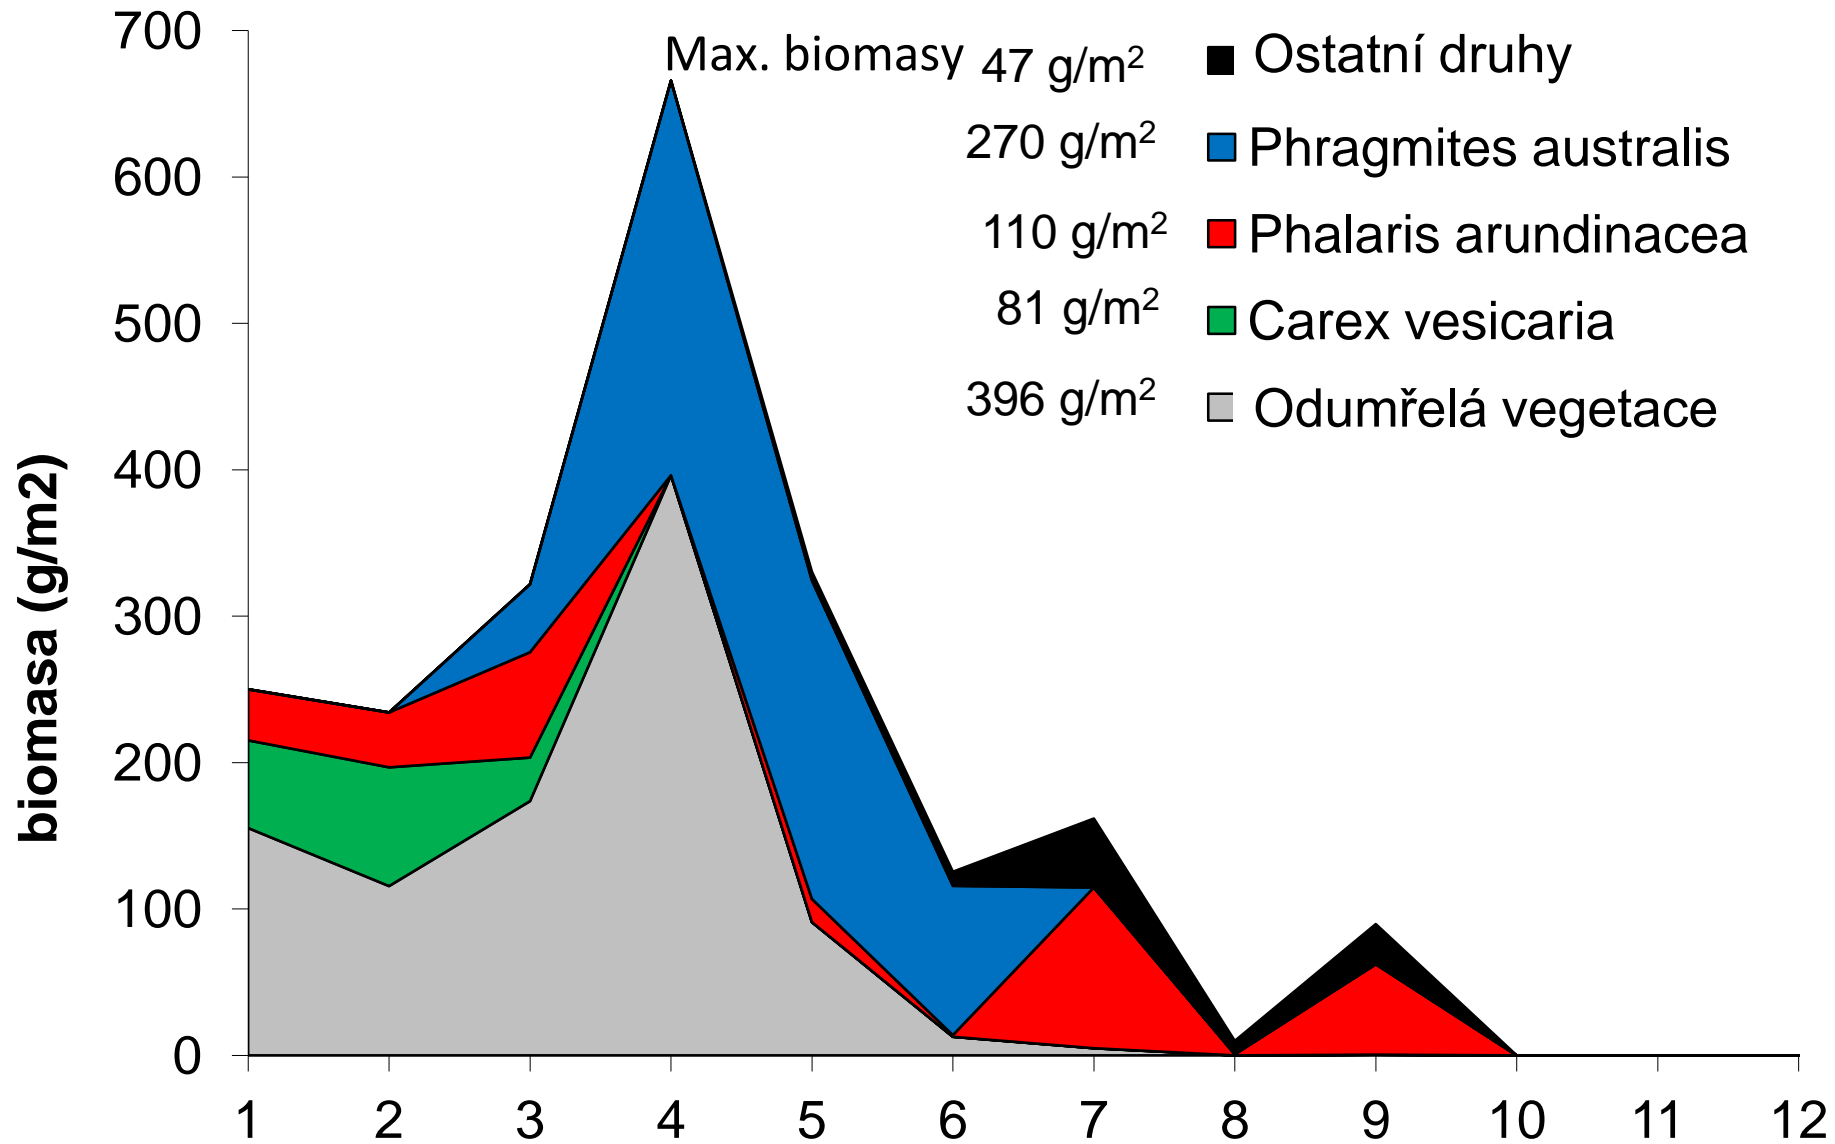 700
600
500
400
300
200
100
0
biomasa (g/m2)
Max. biomasy
47 g/m²
Ostatní druhy
270 g/m²
Phragmites australis
110 g/m²
Phalaris arundinacea
81 g/m²
Carex vesicaria
396 g/m²
Odumřelá vegetace
1 2 3 4 5 6 7 8 9 10 11 12